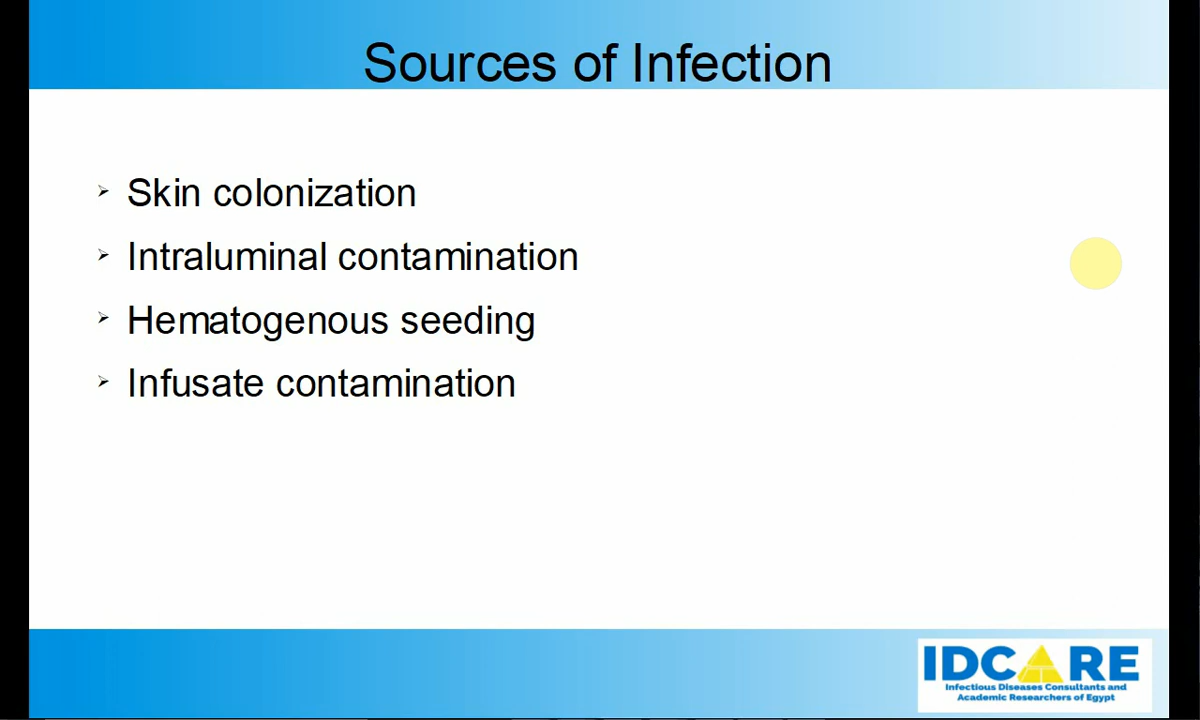 Sources of Infection
Skin colonization
Intraluminal contamination
Hematogenous seeding
Infusate contamination
IDCARE
Infectious Diseases Consultants and
Academic Researchers of Egypt